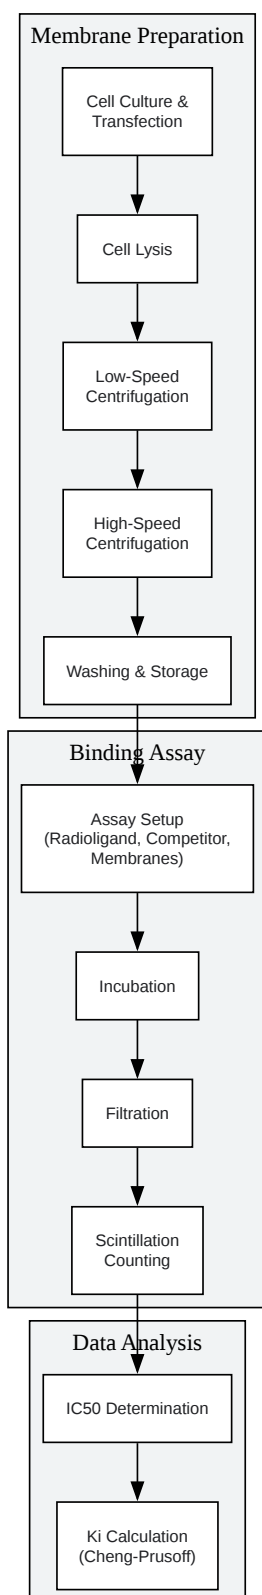 Membrane Preparation
Cell Culture &
Transfection
Cell Lysis
Low-Speed
Centrifugation
High-Speed
Centrifugation
Washing & Storage
Binding Assay
Assay Setup
(Radioligand, Competitor,
Membranes)
Incubation
Filtration
Scintillation
Counting
Data Analysis
IC50 Determination
Ki Calculation
(Cheng-Prusoff)